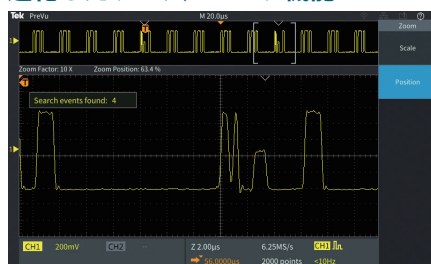 Tek PreVu
M 20.0µs
Zoom
Zoom Factor: 10 X
Zoom Position: 63.4 %
Scale
Search events found: 4
Position
CH1 200mV
CH2 --
Z 2.00µs
6.25MS/s
CH1
56.0000µs
2000 points
<10Hz